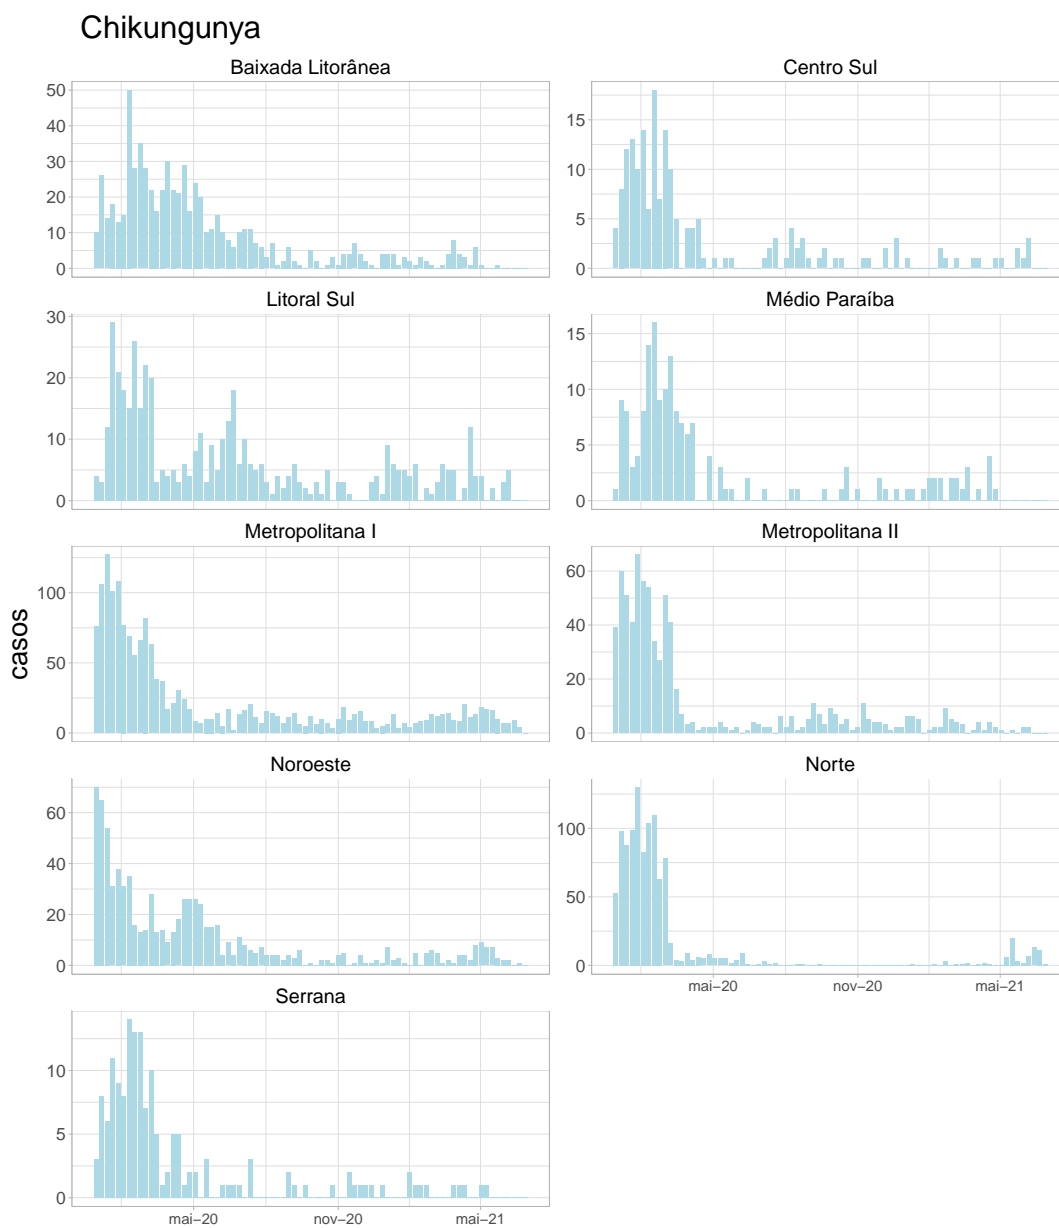 Chikungunya
Baixada Litorânea
Centro Sul
50
40
30
20
10
0
15
10
5
0
Litoral Sul
Médio Paraíba
30
20
10
0
15
10
5
0
Metropolitana I
Metropolitana II
casos
100
50
0
60
40
20
0
Noroeste
Norte
60
40
20
0
100
50
0
mai−20 nov−20 mai−21
Serrana
10
5
0
mai−20 nov−20 mai−21